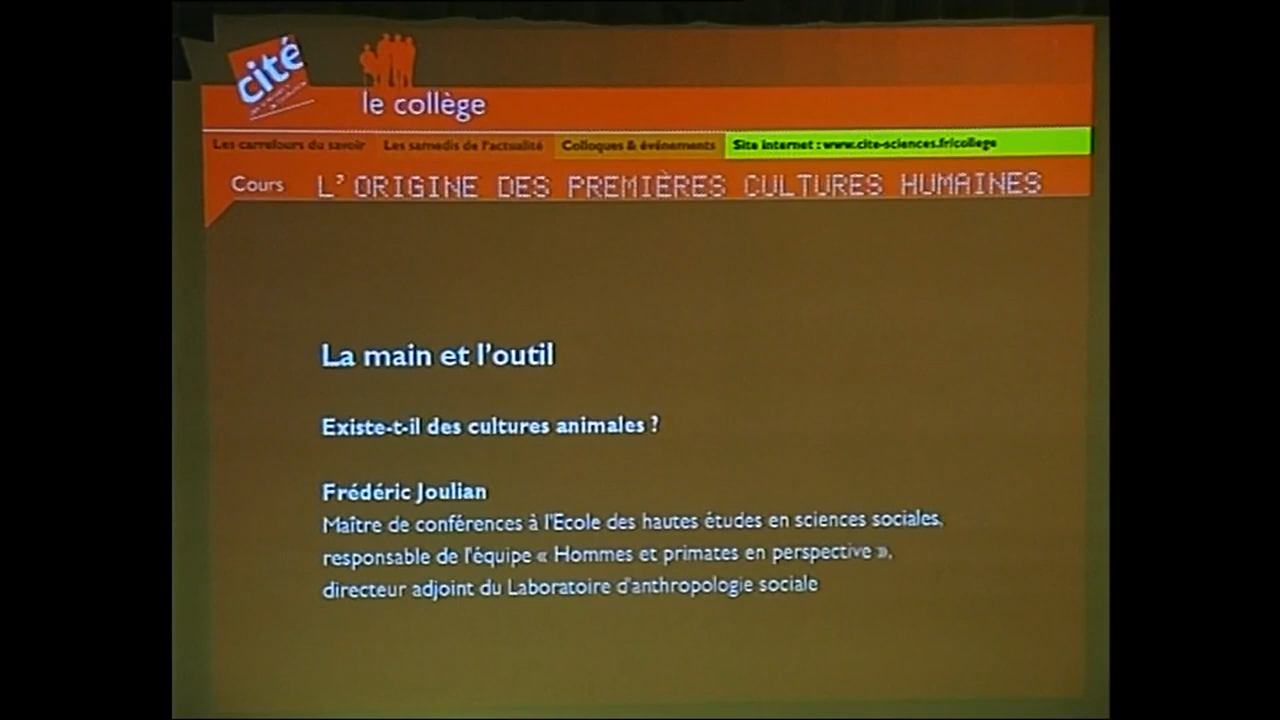 cité
le collège
Les carrefours du savoir Les samedis de l'actualité Colloques & événements Site internet : www.cite-sciences.fr/college
Cours L'ORIGINE DES PREMIÈRES CULTURES HUMAINES
La main et l'outil
Existe-t-il des cultures animales ?
Frédéric Joulian
Maître de conférences à l'Ecole des hautes études en sciences sociales,
responsable de l'équipe « Hommes et primates en perspective »,
directeur adjoint du Laboratoire d'anthropologie sociale